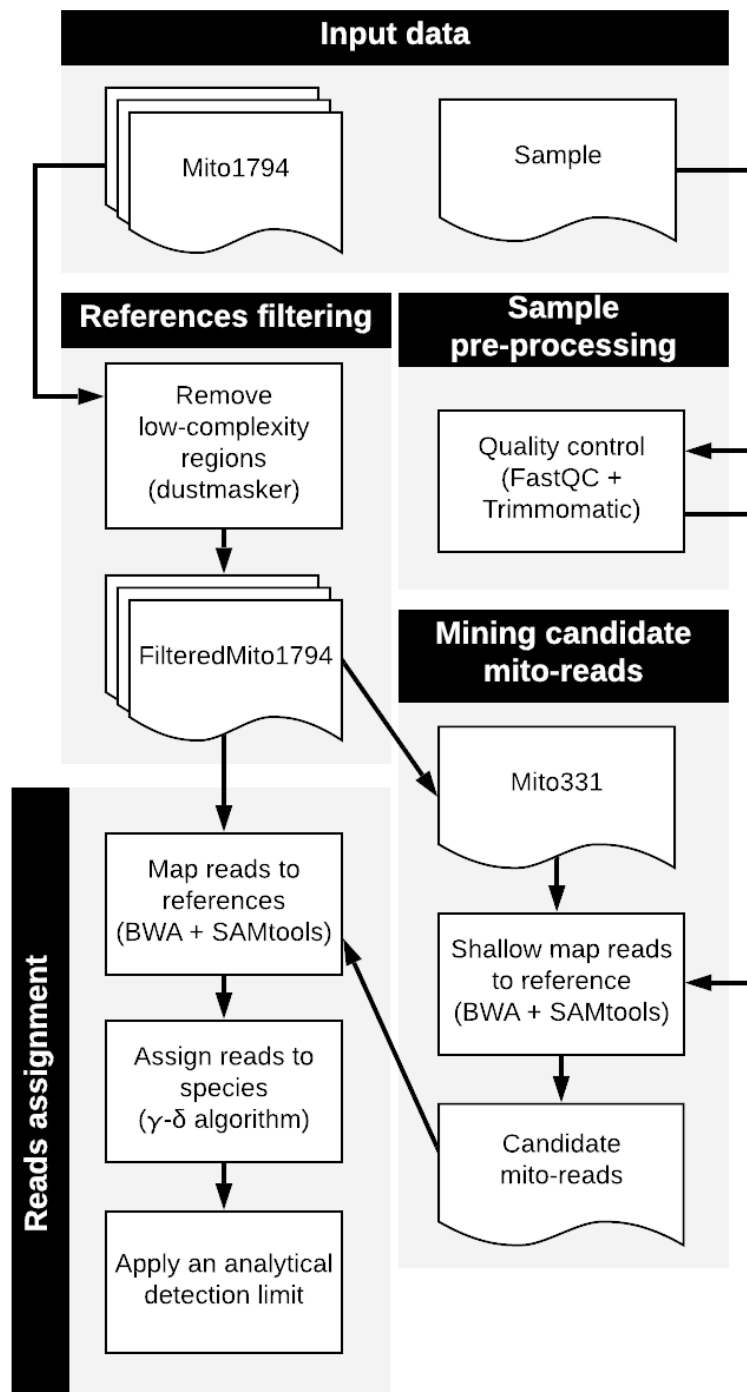 Input data
Mito1794
Sample
References filtering
Remove
low-complexity
regions
(dustmasker)
FilteredMito1794
Sample
pre-processing
Quality control
(FastQC +
Trimmomatic)
Mining candidate
mito-reads
Mito331
Shallow map reads
to reference
(BWA + SAMtools)
Candidate
mito-reads
Reads assignment
Map reads to
references
(BWA + SAMtools)
Assign reads to
species
(γ-δ algorithm)
Apply an analytical
detection limit